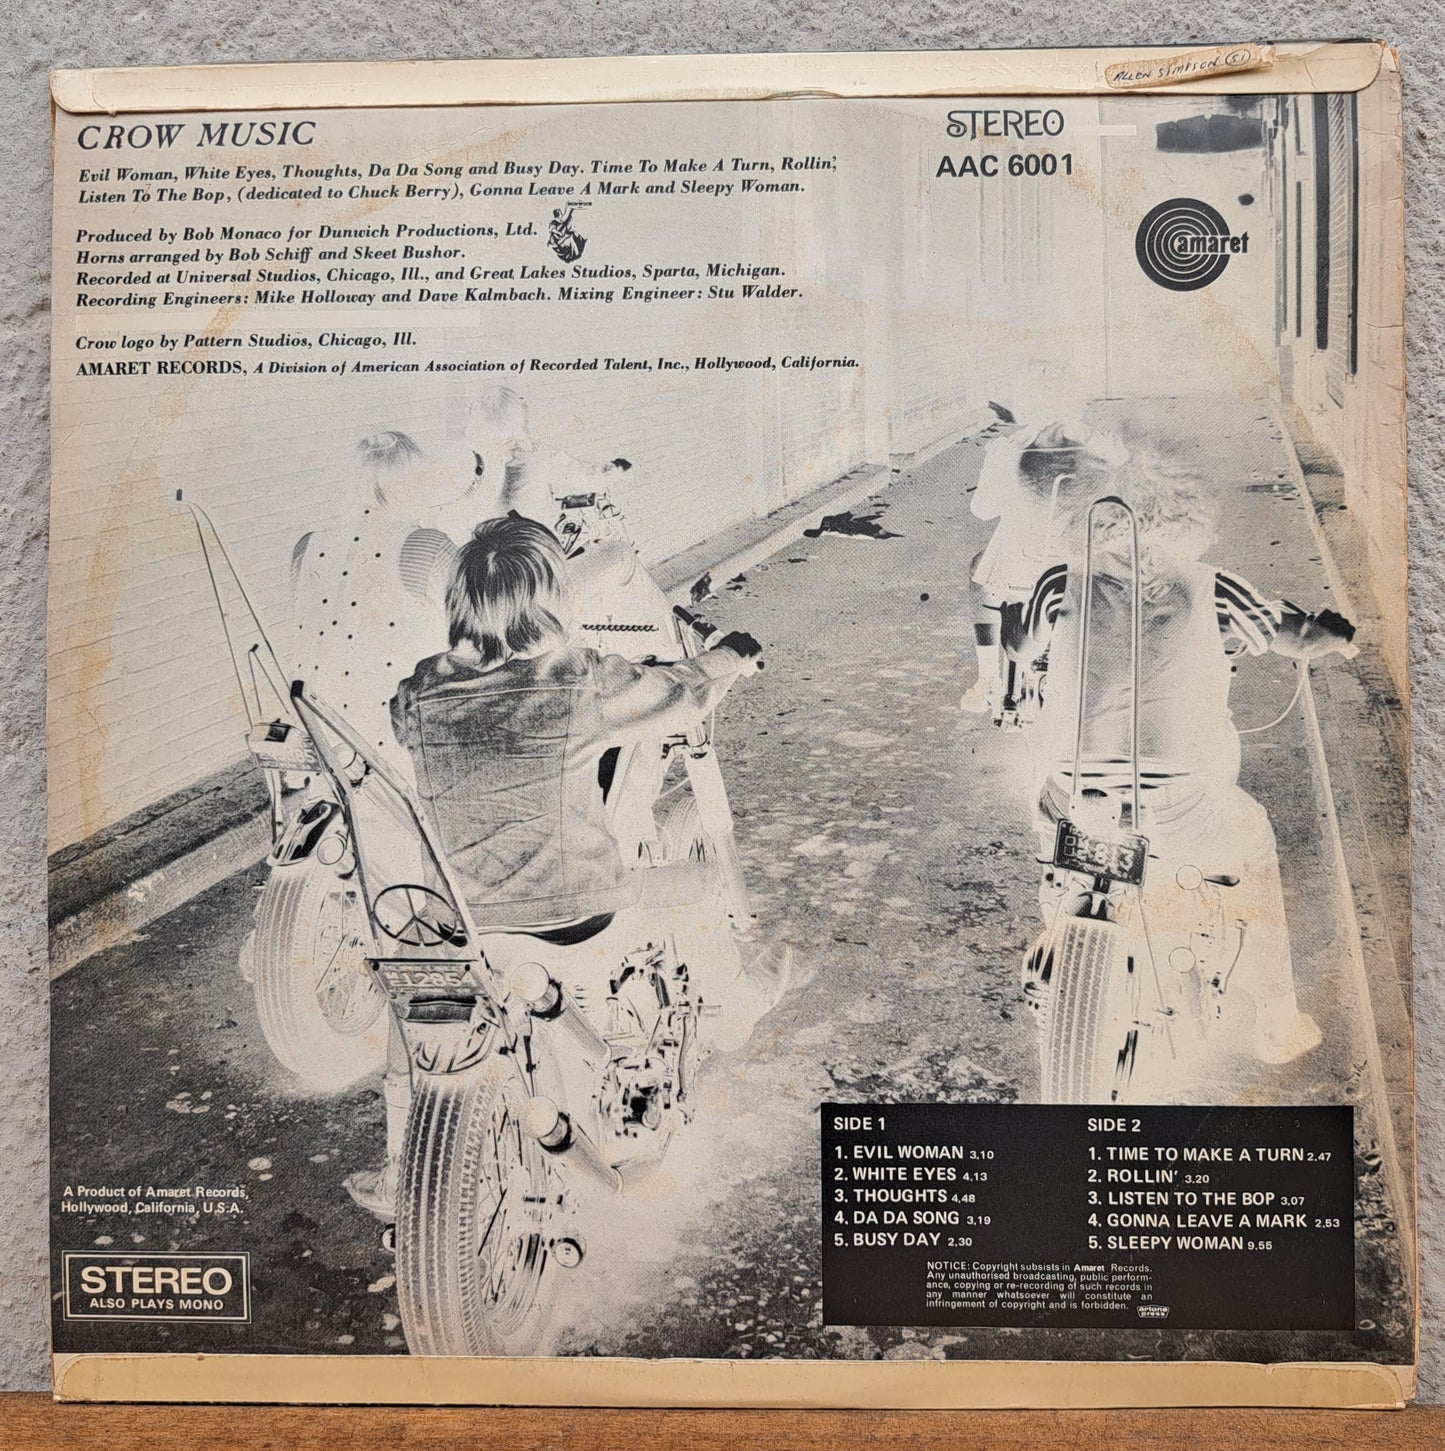 ALLEN SIMPSON (SI)
CROW MUSIC
Evil Woman, White Eyes, Thoughts, Da Da Song and Busy Day. Time To Make A Turn, Rollin',
Listen To The Bop, (dedicated to Chuck Berry), Gonna Leave A Mark and Sleepy Woman.
Produced by Bob Monaco for Dunwich Productions, Ltd.
Horns arranged by Bob Schiff and Skeet Bushor.
Recorded at Universal Studios, Chicago, Ill., and Great Lakes Studios, Sparta, Michigan.
Recording Engineers: Mike Holloway and Dave Kalmbach. Mixing Engineer: Stu Walder.
Crow logo by Pattern Studios, Chicago, Ill.
AMARET RECORDS, A Division of American Association of Recorded Talent, Inc., Hollywood, California.
STEREO
AAC 6001
amaret
A Product of Amaret Records,
Hollywood, California, U.S.A.
STEREO
ALSO PLAYS MONO
SIDE 1
1. EVIL WOMAN 3,10
2. WHITE EYES 4.13
3. THOUGHTS 4,48
4. DA DA SONG 3,19
5. BUSY DAY 2.30
SIDE 2
1. TIME TO MAKE A TURN 2.47
2. ROLLIN' 3.20
3. LISTEN TO THE BOP 3,07
4. GONNA LEAVE A MARK 2,53
5. SLEEPY WOMAN 9.55
NOTICE: Copyright subsists in Amaret Records.
Any unauthorised broadcasting, public perform-
ance, copying or re-recording of such records in
any manner whatsoever will constitute an
infringement of copyright and is forbidden.
artone
press